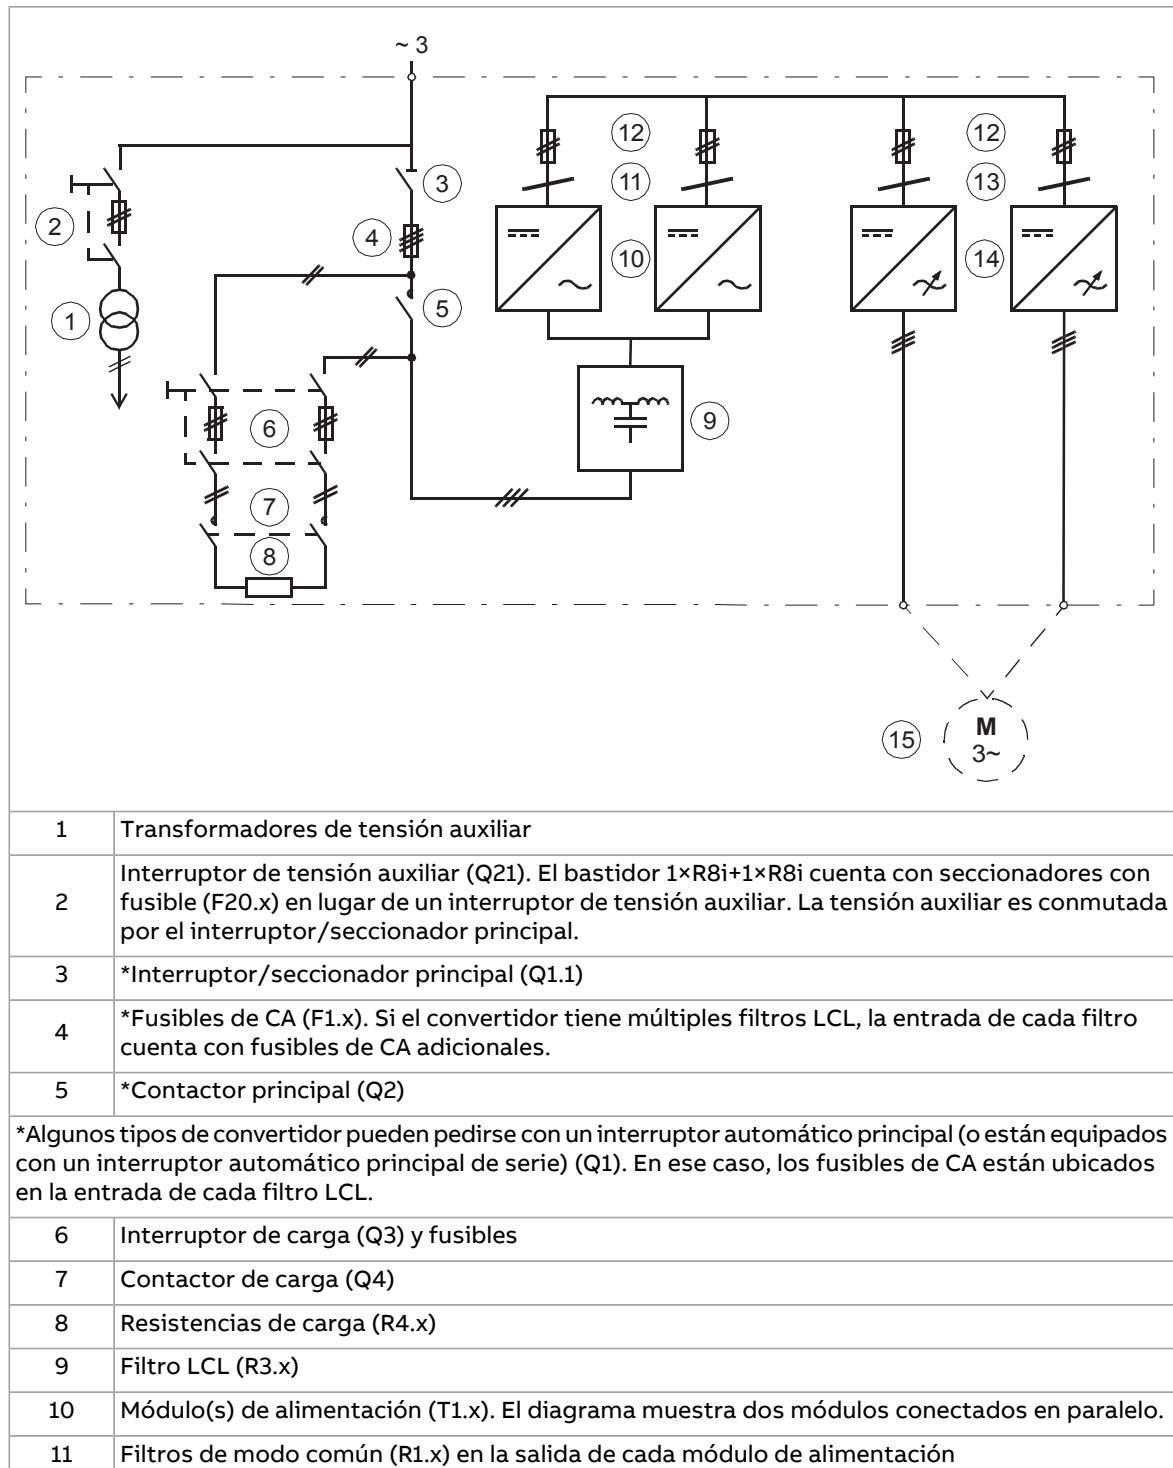 ~ 3
12
12
11
13
3
2
4
10
14
5
1
9
6
7
8
15
M
3~
1 Transformadores de tensión auxiliar
2 Interruptor de tensión auxiliar (Q21). El bastidor 1×R8i+1×R8i cuenta con seccionadores con
fusible (F20.x) en lugar de un interruptor de tensión auxiliar. La tensión auxiliar es conmutada
por el interruptor/seccionador principal.
3 *Interruptor/seccionador principal (Q1.1)
4 *Fusibles de CA (F1.x). Si el convertidor tiene múltiples filtros LCL, la entrada de cada filtro
cuenta con fusibles de CA adicionales.
5 *Contactor principal (Q2)
*Algunos tipos de convertidor pueden pedirse con un interruptor automático principal (o están equipados
con un interruptor automático principal de serie) (Q1). En ese caso, los fusibles de CA están ubicados
en la entrada de cada filtro LCL.
6 Interruptor de carga (Q3) y fusibles
7 Contactor de carga (Q4)
8 Resistencias de carga (R4.x)
9 Filtro LCL (R3.x)
10 Módulo(s) de alimentación (T1.x). El diagrama muestra dos módulos conectados en paralelo.
11 Filtros de modo común (R1.x) en la salida de cada módulo de alimentación